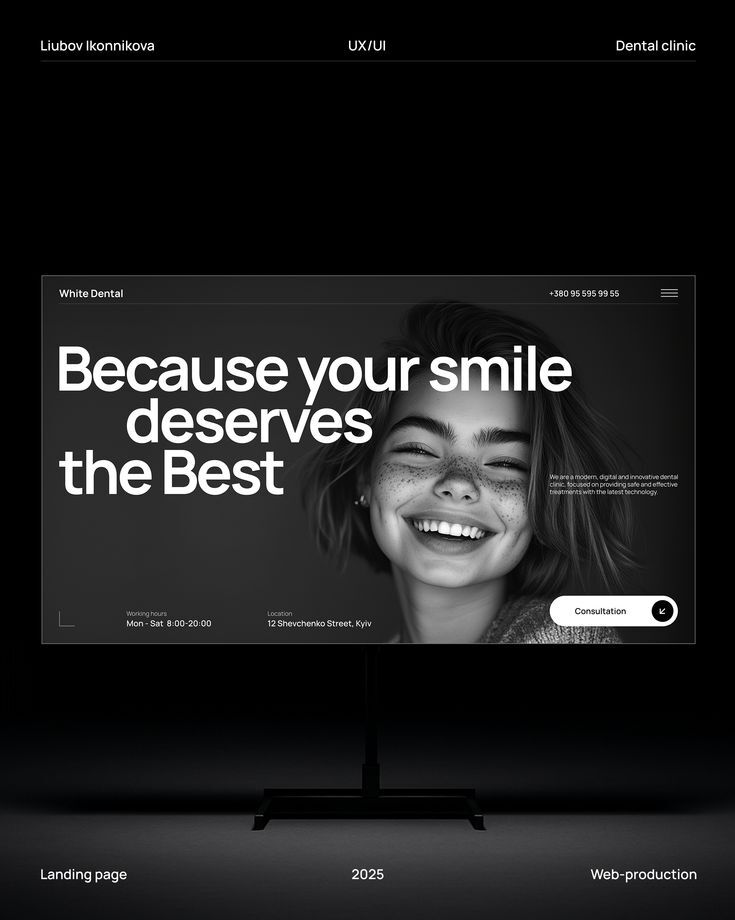 Liubov Ikonnikova
UX/UI
Dental clinic
White Dental
+380 95 595 99 55
Because your smile
deserves
the Best
We are a modern, digital and innovative dental
clinic, focused on providing safe and effective
treatments with the latest technology.
Working hours
Mon - Sat 8:00-20:00
Location
12 Shevchenko Street, Kyiv
Consultation
Landing page
2025
Web-production